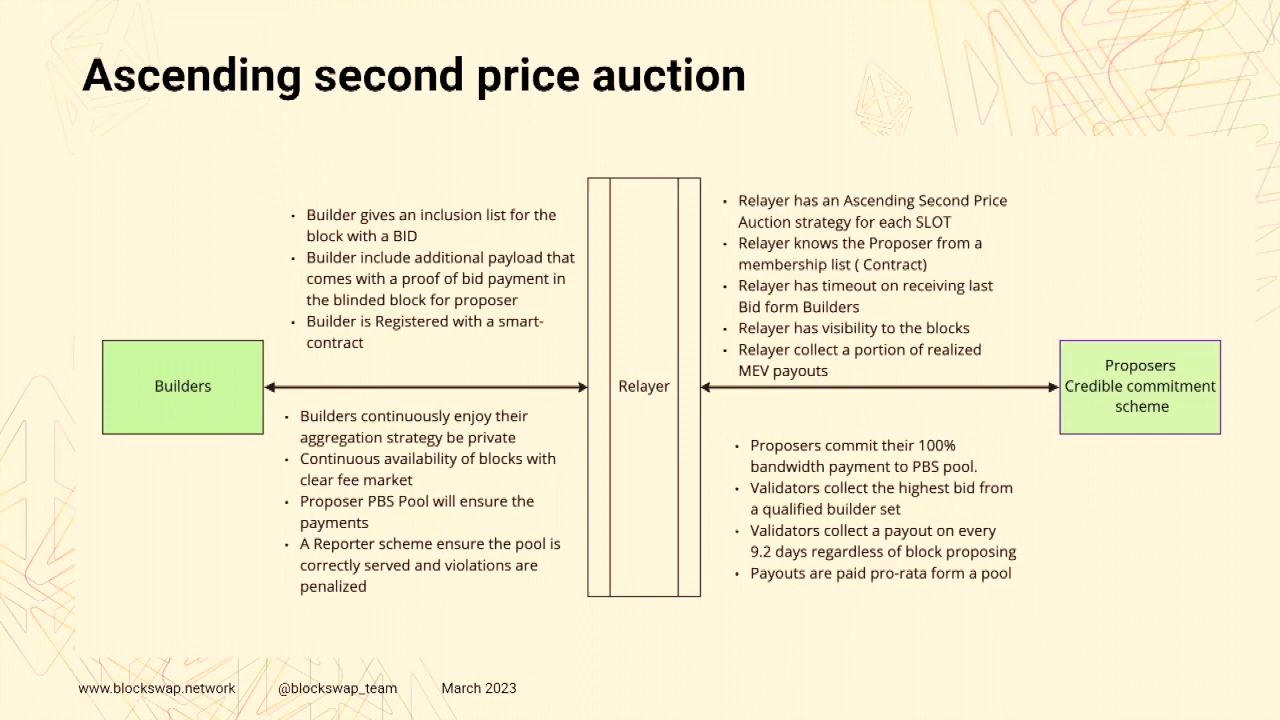 Ascending second price auction
• Builder gives an inclusion list for the
block with a BID
• Builder include additional payload that
comes with a proof of bid payment in
the blinded block for proposer
• Builder is Registered with a smart-
contract
• Relayer has an Ascending Second Price
Auction strategy for each SLOT
• Relayer knows the Proposer from a
membership list ( Contract)
• Relayer has timeout on receiving last
Bid form Builders
• Relayer has visibility to the blocks
• Relayer collect a portion of realized
MEV payouts
Builders
Relayer
Proposers
Credible commitment
scheme
• Builders continuously enjoy their
aggregation strategy be private
• Continuous availability of blocks with
clear fee market
• Proposer PBS Pool will ensure the
payments
• A Reporter scheme ensure the pool is
correctly served and violations are
penalized
• Proposers commit their 100%
bandwidth payment to PBS pool.
• Validators collect the highest bid from
a qualified builder set
• Validators collect a payout on every
9.2 days regardless of block proposing
• Payouts are paid pro-rata form a pool
www.blockswap.network @blockswap_team March 2023